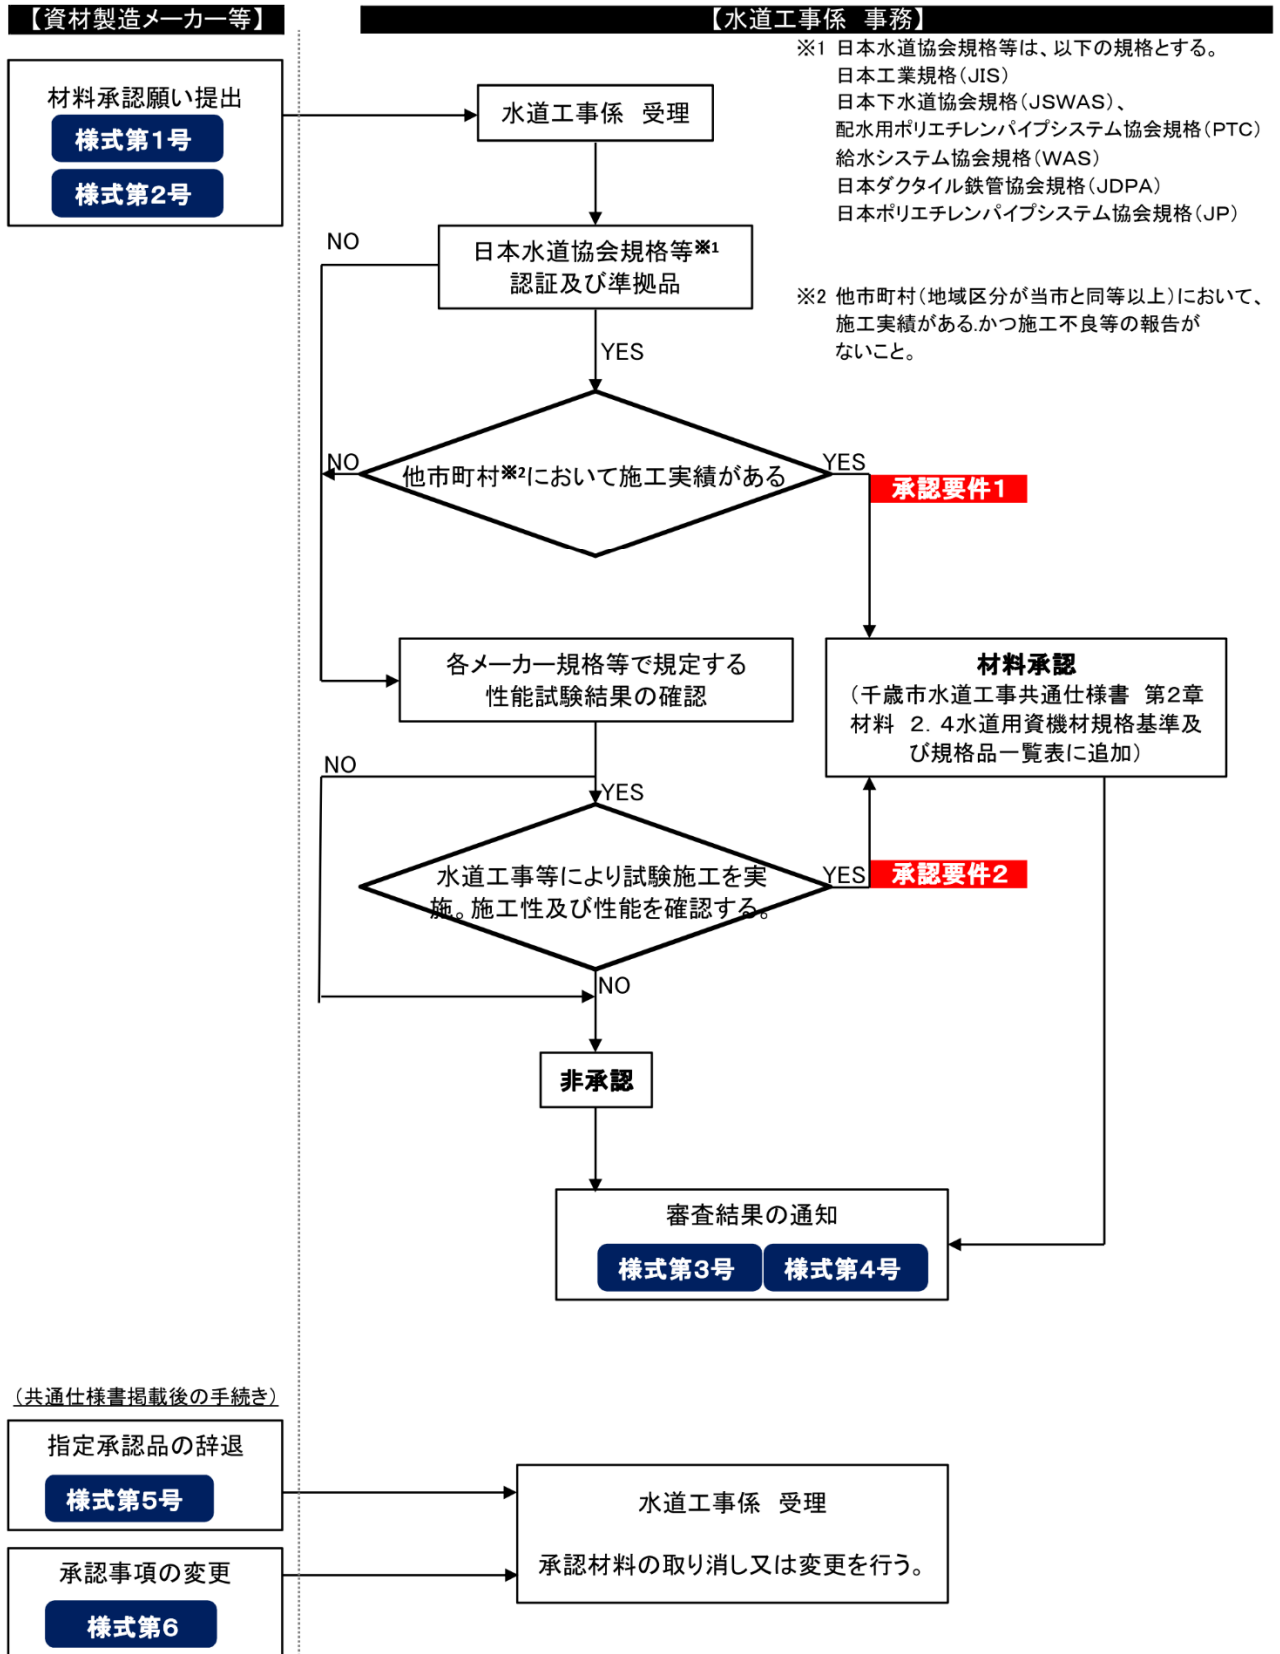 【資材製造メーカー等】
【水道工事係　事務】
材料承認願い提出
様式第1号
様式第2号
水道工事係　受理
※1 日本水道協会規格等は、以下の規格とする。
日本工業規格(JIS)
日本下水道協会規格(JSWAS)、
配水用ポリエチレンパイプシステム協会規格(PTC)
給水システム協会規格(WAS)
日本ダクタイル鉄管協会規格(JDPA)
日本ポリエチレンパイプシステム協会規格(JP)
NO
日本水道協会規格等※1
認証及び準拠品
※2 他市町村(地域区分が当市と同等以上)において、
施工実績がある.かつ施工不良等の報告が
ないこと。
YES
NO
他市町村※2において施工実績がある
YES
承認要件1
各メーカー規格等で規定する
性能試験結果の確認
材料承認
(千歳市水道工事共通仕様書　第2章
材料　2. 4水道用資機材規格基準及
び規格品一覧表に追加)
NO
YES
水道工事等により試験施工を実
施。施工性及び性能を確認する。
YES
承認要件2
NO
非承認
審査結果の通知
様式第3号
様式第4号
(共通仕様書掲載後の手続き)
指定承認品の辞退
様式第5号
水道工事係　受理
承認材料の取り消し又は変更を行う。
承認事項の変更
様式第6